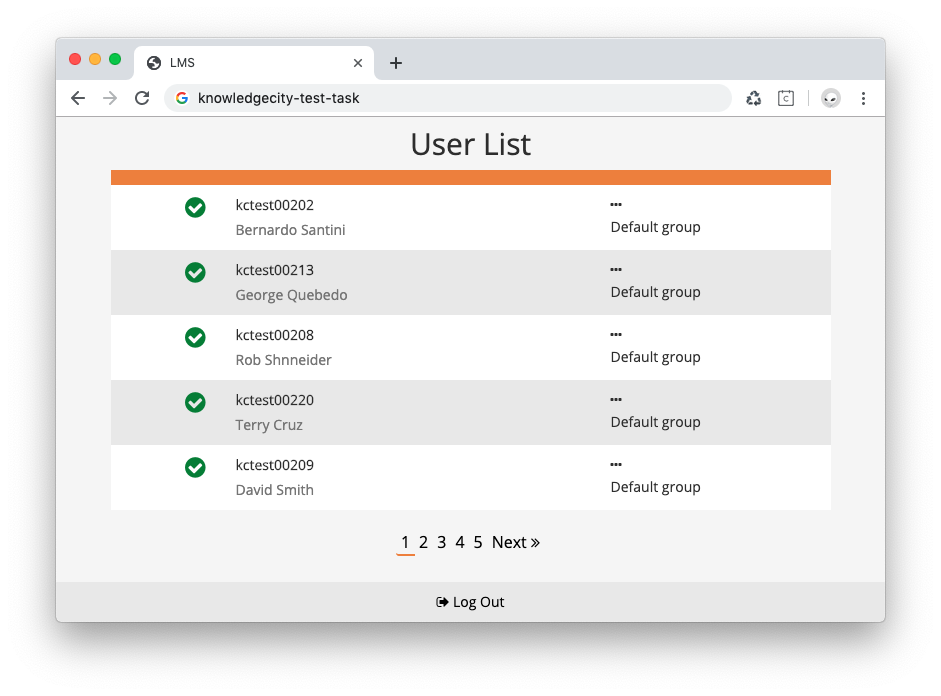 LMS
knowledgecity-test-task
User List
kctest00202
•••
Bernardo Santini
Default group
kctest00213
•••
George Quebedo
Default group
kctest00208
•••
Rob Shnneider
Default group
kctest00220
•••
Terry Cruz
Default group
kctest00209
•••
David Smith
Default group
1 2 3 4 5 Next »
Log Out